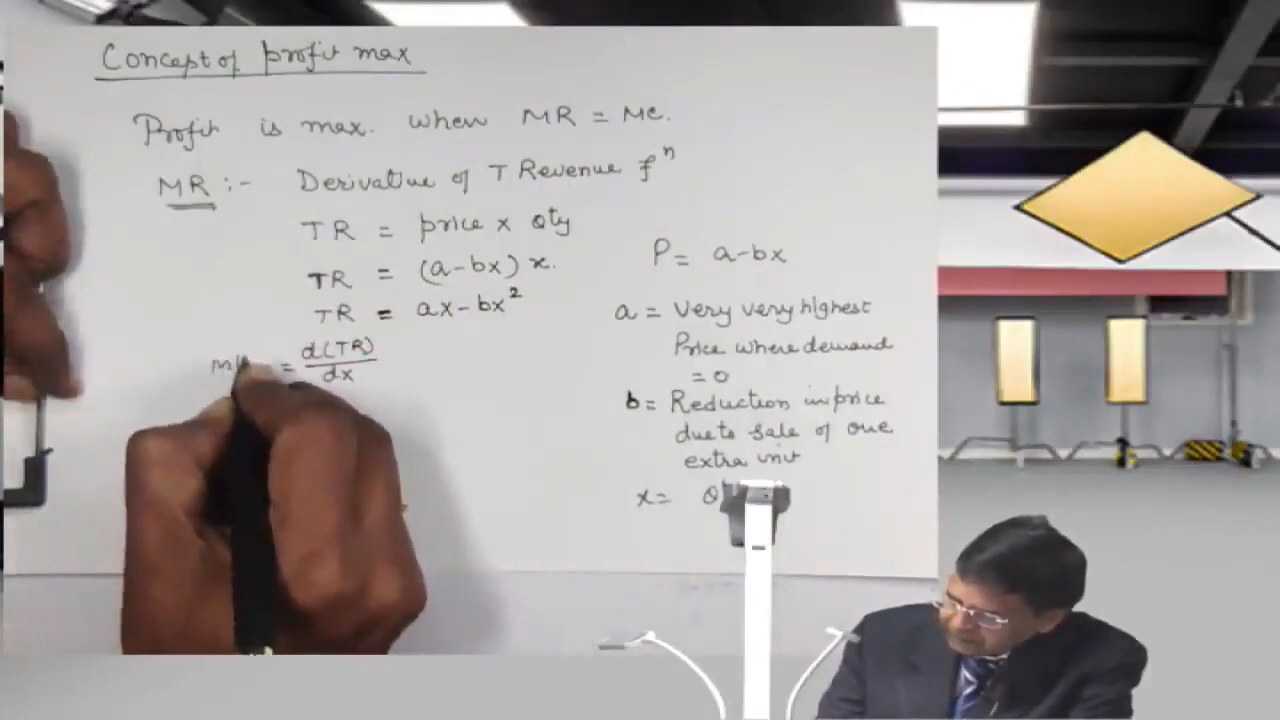 Concept of profit max
Profit is max. when MR = Mc.
MR :- Derivative of T Revenue fⁿ
TR = price x Qty
TR = (a-bx) x.
TR = ax-bx²
= d(TR)/dx
P = a-bx
a = Very very highest
Price where demand
= 0
b = Reduction in price
due to sale of one
extra unit
x =